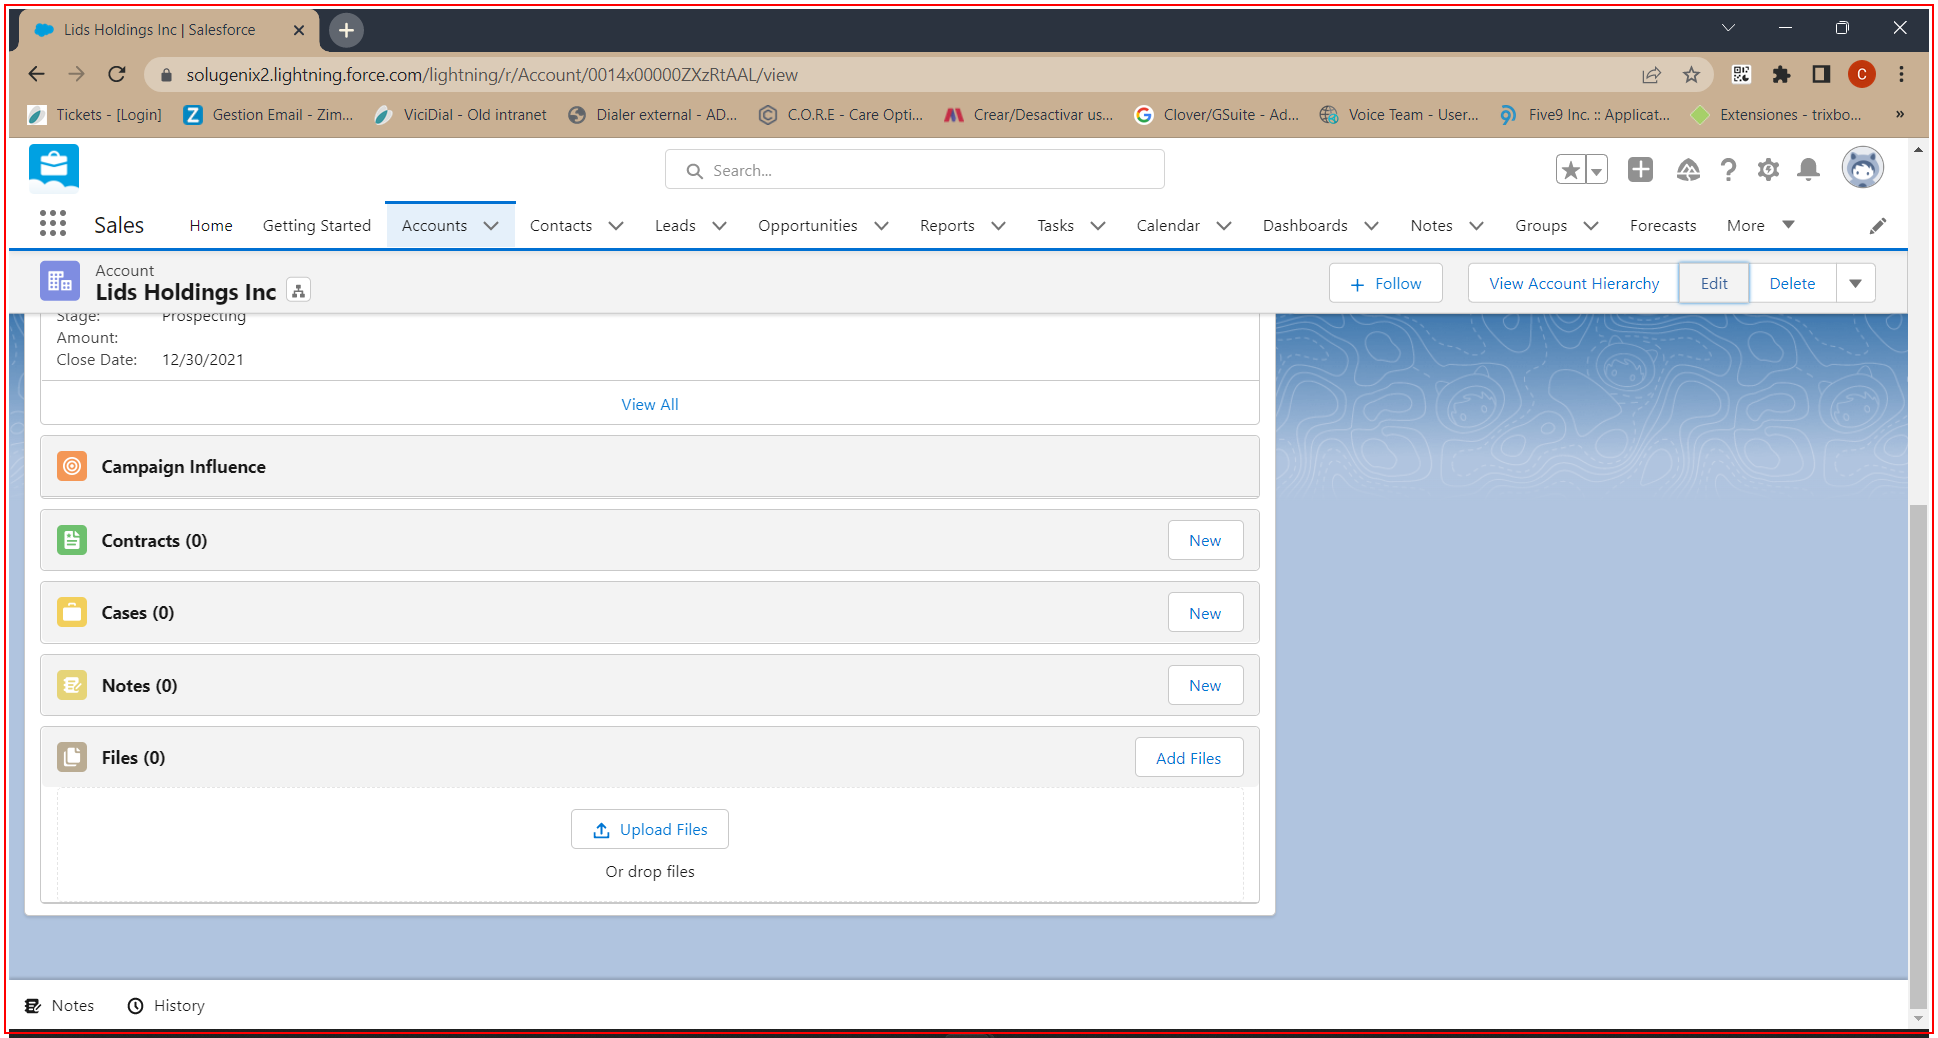 Lids Holdings Inc | Salesforce
solugenix2.lightning.force.com/lightning/r/Account/0014x00000ZXzRtAAL/view
C
Tickets - [Login] Gestion Email - Zim... ViciDial - Old intranet Dialer external - AD... C.O.R.E - Care Opti... Crear/Desactivar us... Clover/GSuite - Ad... Voice Team - User... Five9 Inc. :: Applicat... Extensiones - trixbo... »
Search...
Sales Home Getting Started Accounts Contacts Leads Opportunities Reports Tasks Calendar Dashboards Notes Groups Forecasts More
Account
Lids Holdings Inc
+ Follow View Account Hierarchy Edit Delete
Stage: Prospecting
Amount:
Close Date: 12/30/2021
View All
Campaign Influence
Contracts (0) New
Cases (0) New
Notes (0) New
Files (0) Add Files
Upload Files
Or drop files
Notes History